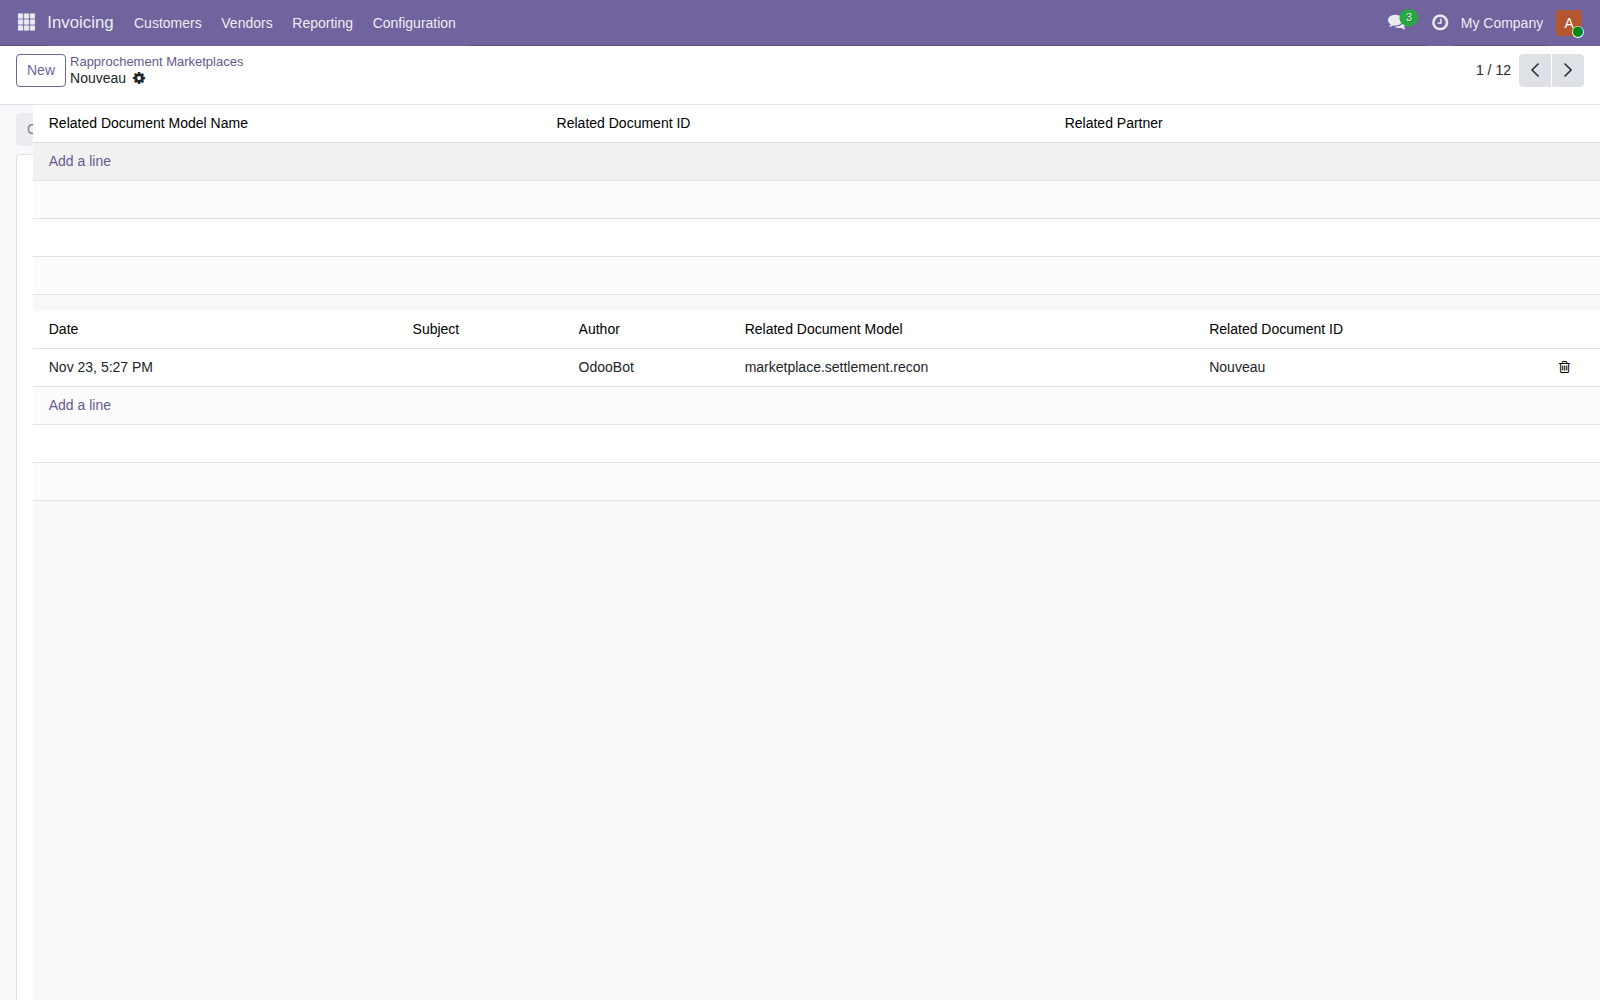 Invoicing Customers Vendors Reporting Configuration 3 My Company A
New Rapprochement Marketplaces 1 / 12
Nouveau
Related Document Model Name Related Document ID Related Partner
Add a line
Date Subject Author Related Document Model Related Document ID
Nov 23, 5:27 PM OdooBot marketplace.settlement.recon Nouveau
Add a line